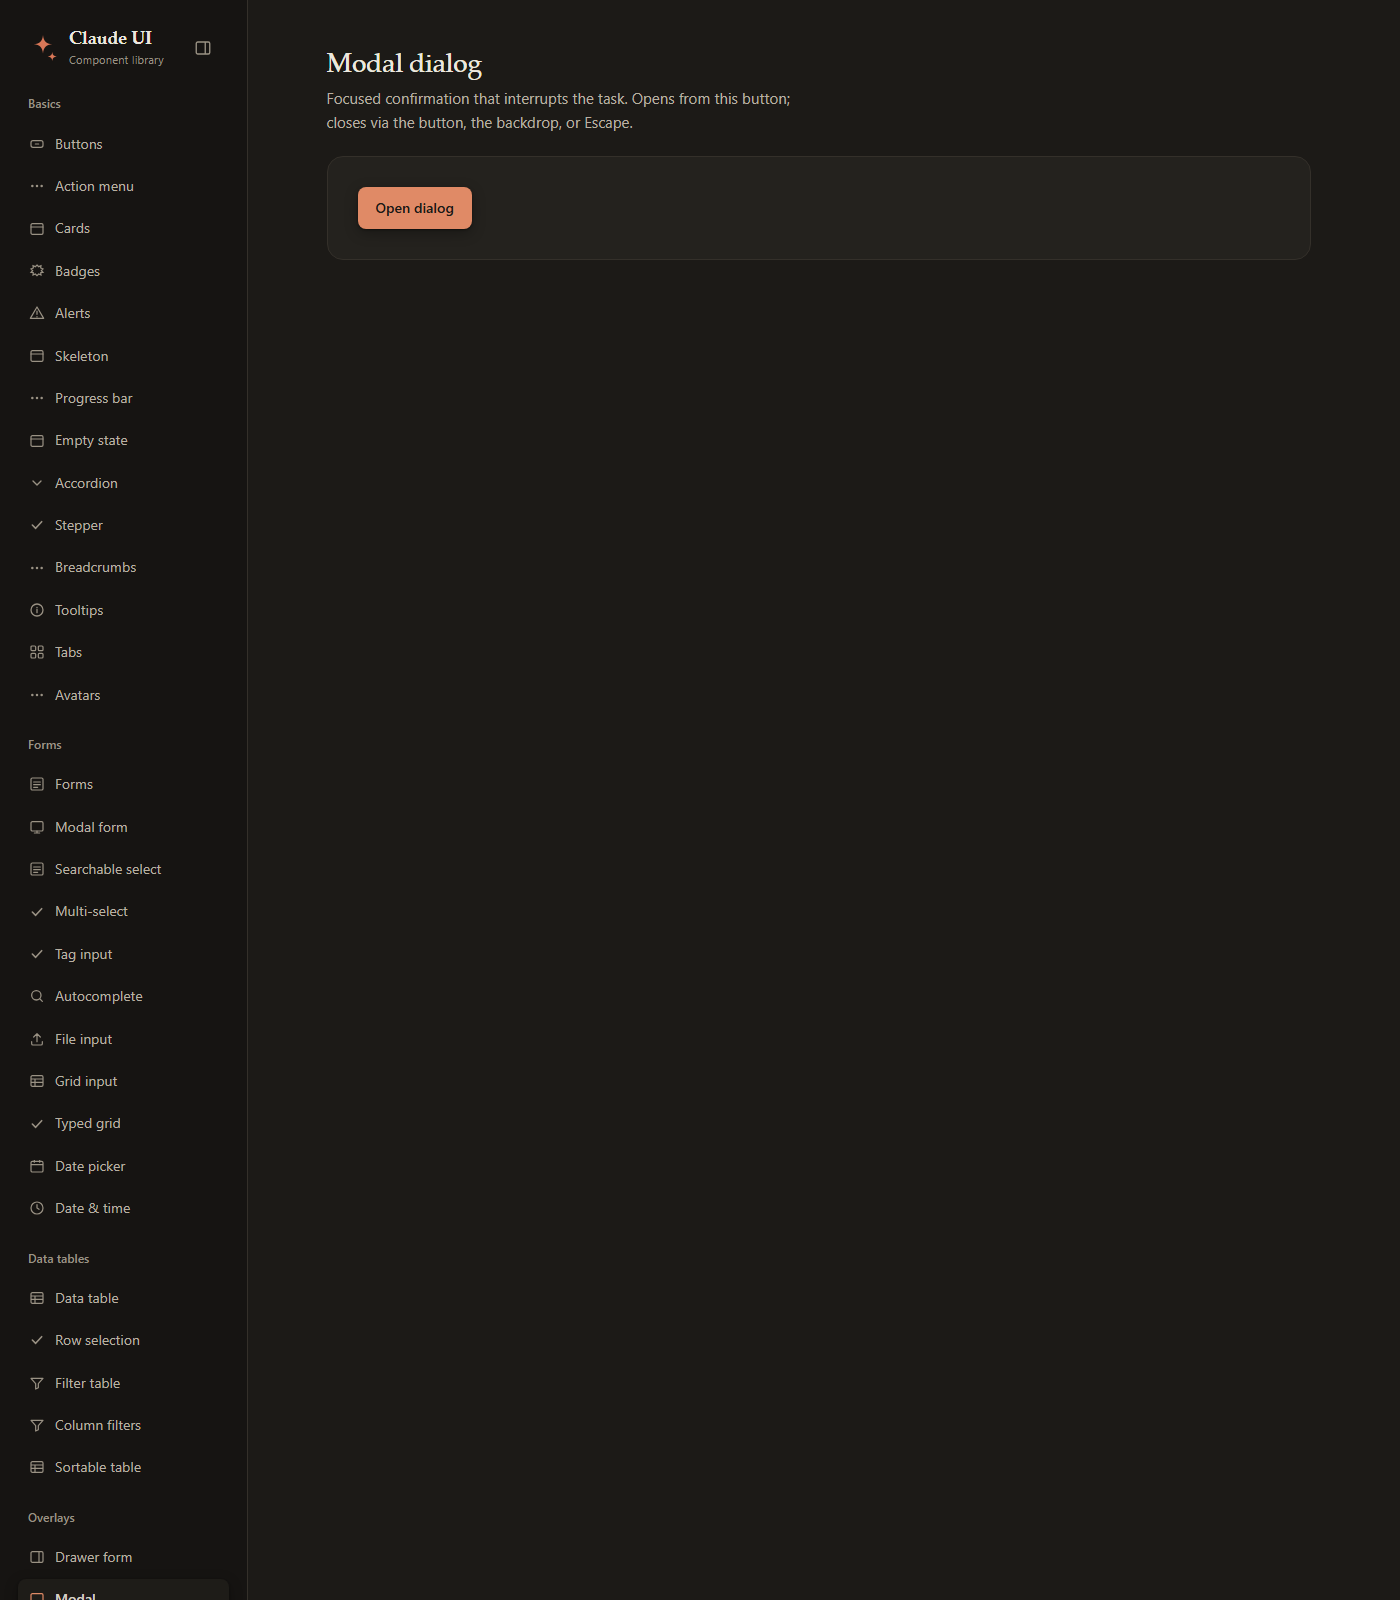 Claude UI
Component library
Basics
Buttons
Action menu
Cards
Badges
Alerts
Skeleton
Progress bar
Empty state
Accordion
Stepper
Breadcrumbs
Tooltips
Tabs
Avatars
Forms
Forms
Modal form
Searchable select
Multi-select
Tag input
Autocomplete
File input
Grid input
Typed grid
Date picker
Date & time
Data tables
Data table
Row selection
Filter table
Column filters
Sortable table
Overlays
Drawer form
Modal
Modal dialog
Focused confirmation that interrupts the task. Opens from this button;
closes via the button, the backdrop, or Escape.
Open dialog